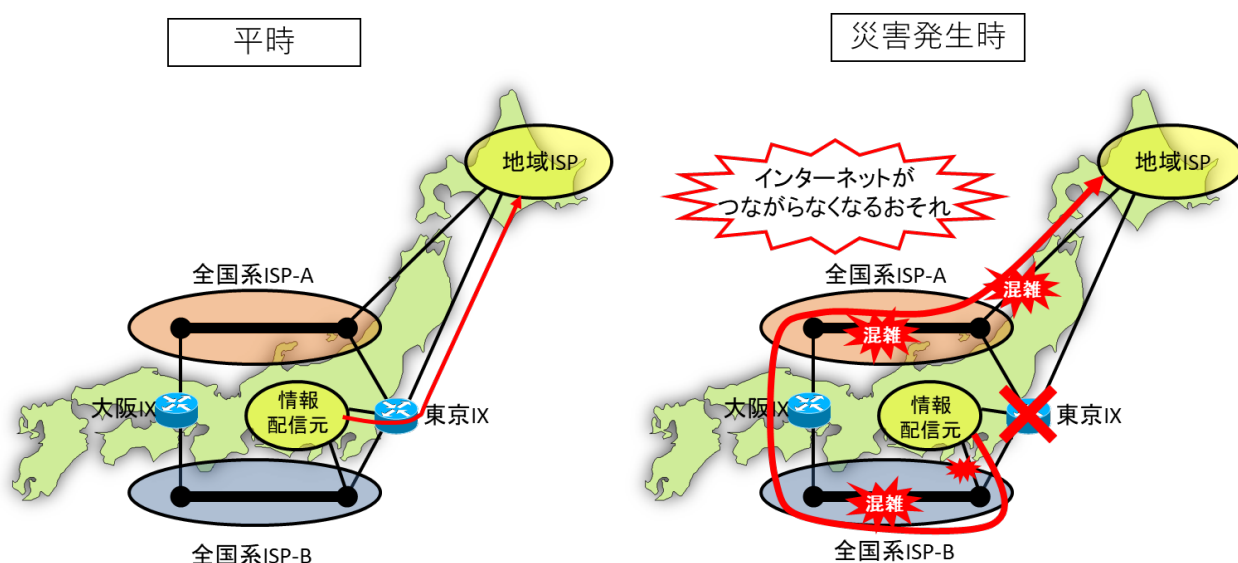 平時
地域ISP
全国系ISP-A
大阪IX
情報
配信元
東京IX
全国系ISP-B
災害発生時
インターネットが
つながらなくなるおそれ
地域ISP
混雑
全国系ISP-A
混雑
大阪IX
情報
配信元
東京IX
混雑
全国系ISP-B